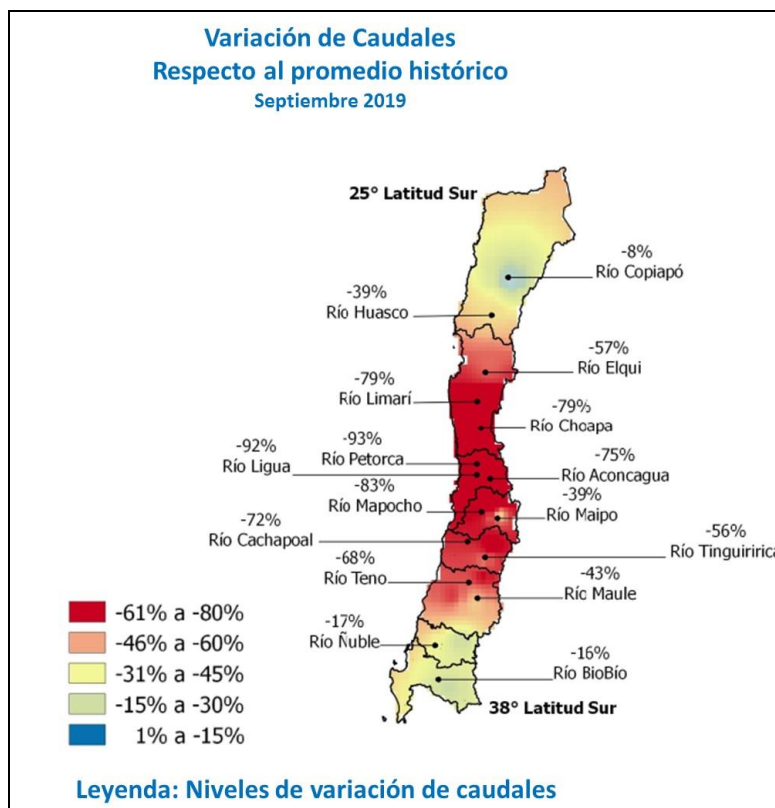 Variación de Caudales
Respecto al promedio histórico
Septiembre 2019
25° Latitud Sur
-8%
Río Copiapó
-39%
Río Huasco
-57%
Río Elqui
-79%
Río Limarí
-79%
Río Choapa
-93%
Río Petorca
-92%
Río Ligua
-75%
Río Aconcagua
-83%
Río Mapocho
-39%
Río Maipo
-72%
Río Cachapoal
-56%
Río Tinguiririca
-68%
Río Teno
-43%
Río Maule
-17%
Río Ñuble
-16%
Río BioBío
38° Latitud Sur
-61% a -80%
-46% a -60%
-31% a -45%
-15% a -30%
1% a -15%
Leyenda: Niveles de variación de caudales